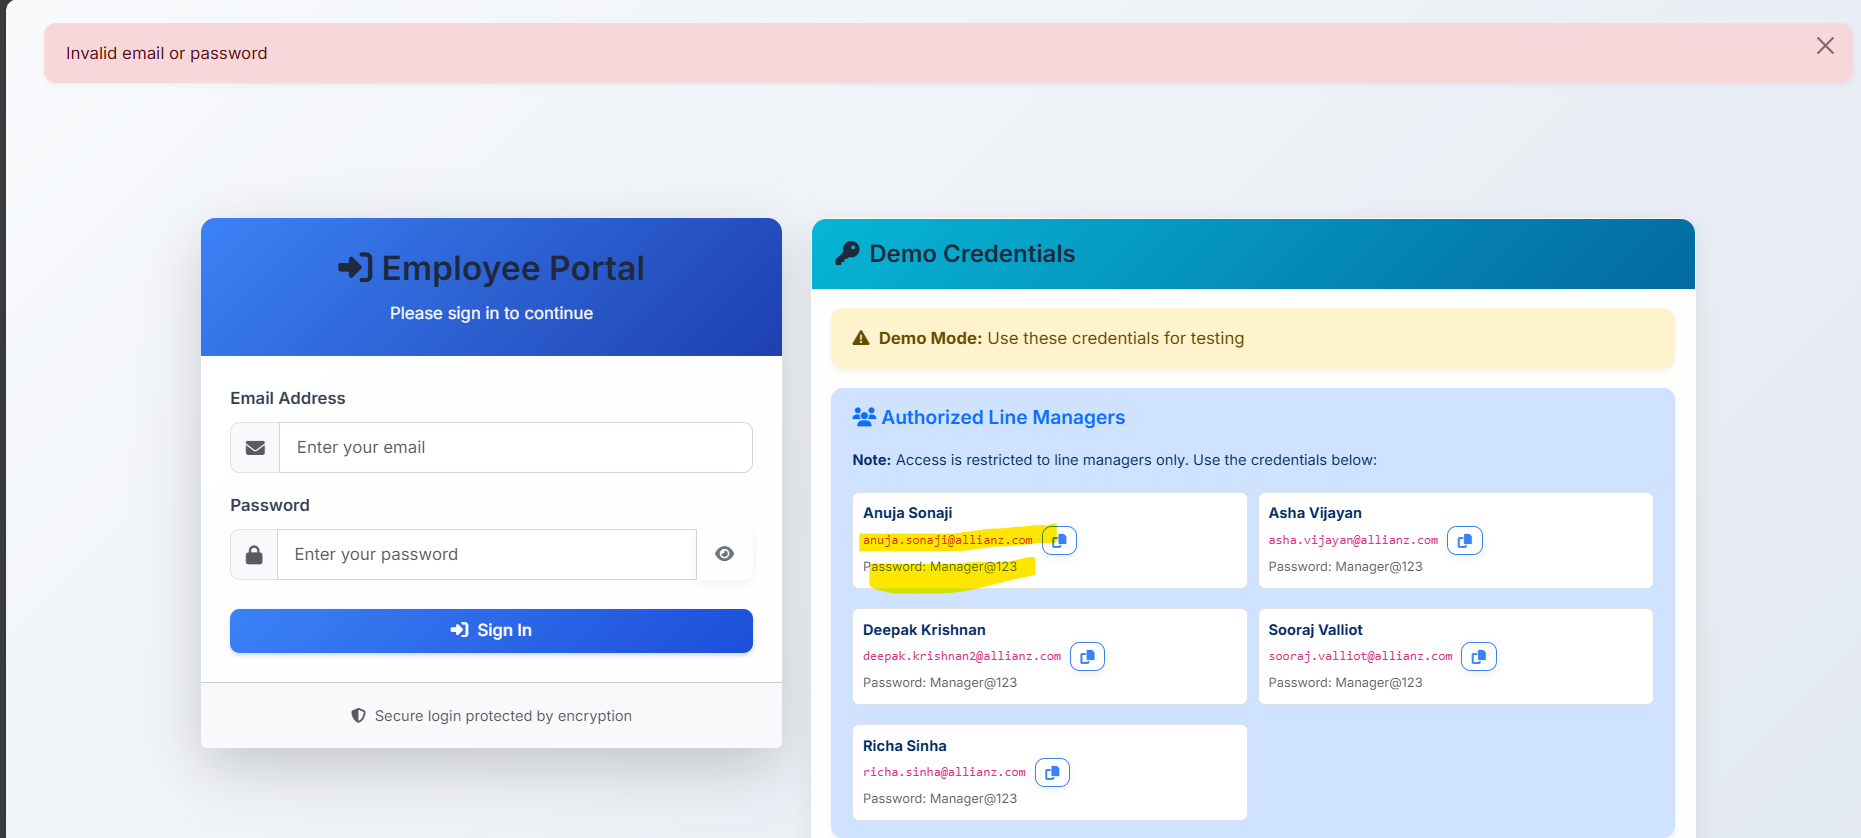 Invalid email or password
Employee Portal
Please sign in to continue
Email Address
Enter your email
Password
Enter your password
Sign In
Secure login protected by encryption
Demo Credentials
Demo Mode: Use these credentials for testing
Authorized Line Managers
Note: Access is restricted to line managers only. Use the credentials below:
Anuja Sonaji
anuja.sonaji@allianz.com
Password: Manager@123
Asha Vijayan
asha.vijayan@allianz.com
Password: Manager@123
Deepak Krishnan
deepak.krishnan2@allianz.com
Password: Manager@123
Sooraj Valliot
sooraj.valliot@allianz.com
Password: Manager@123
Richa Sinha
richa.sinha@allianz.com
Password: Manager@123